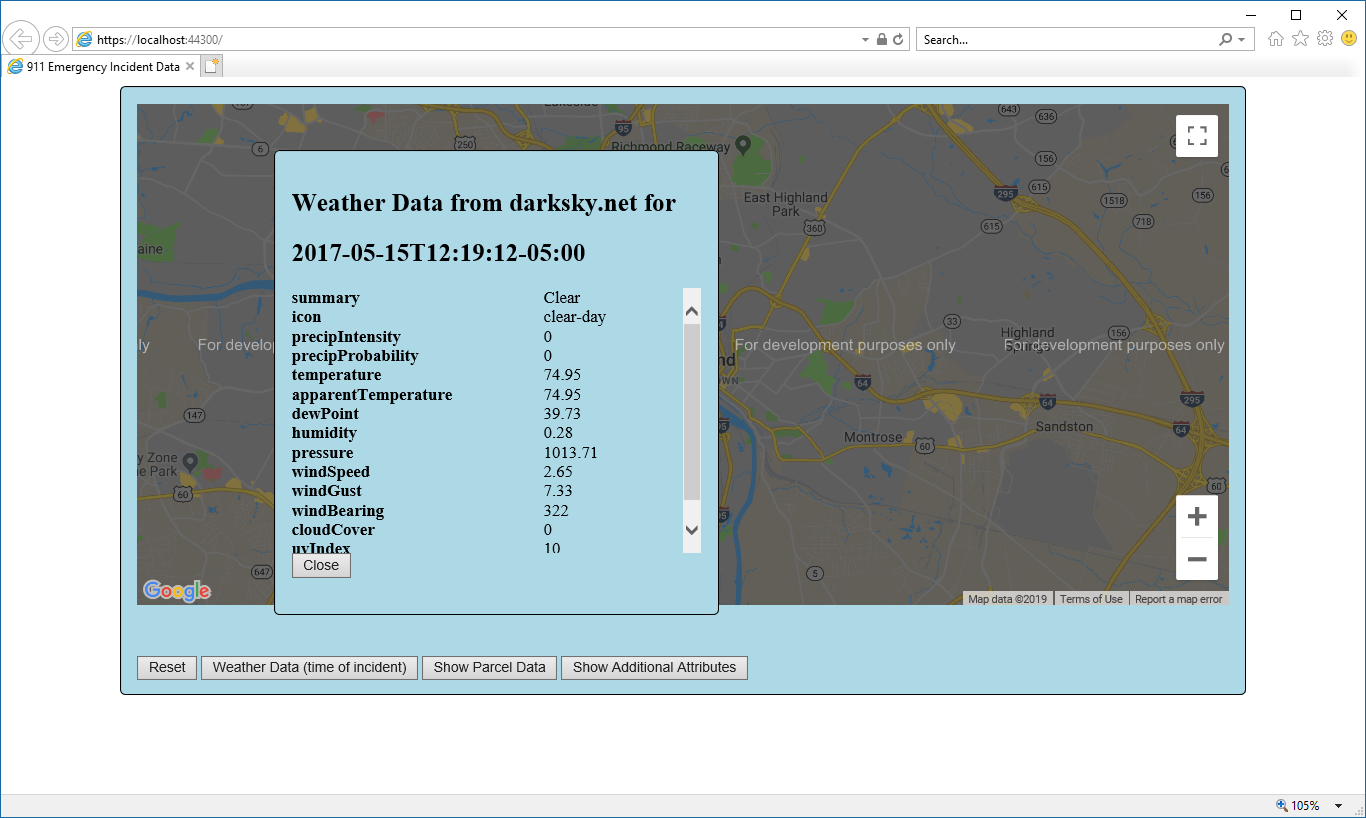 https://localhost:44300/
Search...
911 Emergency Incident Data
Weather Data from darksky.net for
2017-05-15T12:19:12-05:00
summary Clear
icon clear-day
precipIntensity 0
precipProbability 0
temperature 74.95
apparentTemperature 74.95
dewPoint 39.73
humidity 0.28
pressure 1013.71
windSpeed 2.65
windGust 7.33
windBearing 322
cloudCover 0
uvIndex 10
Close
Lakeside
Richmond Raceway
95
250
6
643
636
156
615
295
1518
156
718
615
East Highland
Park
360
aine
33
Highland
Springs
156
ly
For develop
For development purposes only
For development purposes only
nd
OWN
64
64
295
64
147
95
Montrose
60
Sandston
y Zone
e Park
60
60
95
647
5
Google
Map data ©2019
Terms of Use
Report a map error
Reset
Weather Data (time of incident)
Show Parcel Data
Show Additional Attributes
105%